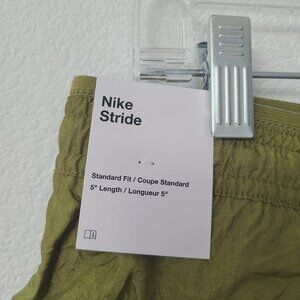 Nike
Stride
Standard Fit / Coupe Standard
5" Length / Longueur 5"